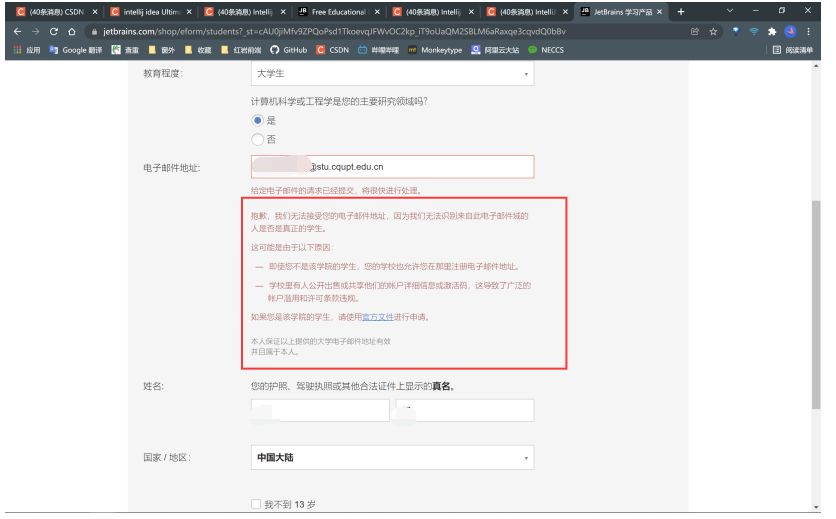 (40条消息) CSDN
intellij idea Ultim
(40条消息) Intellij
Free Educational
(40条消息) Intellij
(40条消息) Intelli
JetBrains 学习产品
jetbrains.com/shop/eform/students?_st=cAU0jiMfv9ZPQoPsd1TkoevqJFWvOC2kp_iT9oUaQM2SBLM6aRaxqe3cqvdQ0bBv
应用
Google 翻译
查重
窗外
收藏
红岩前端
GitHub
CSDN
哔哩哔哩
Monkeytype
阿里云大站
NECCS
阅读清单
教育程度:
大学生
计算机科学或工程学是您的主要研究领域吗?
是
否
电子邮件地址:
@stu.cqupt.edu.cn
给定电子邮件的请求已经提交，将很快进行处理。
抱歉，我们无法接受您的电子邮件地址，因为我们无法识别来自此电子邮件域的
人是否是真正的学生。
这可能是由于以下原因:
— 即使您不是该学院的学生，您的学校也允许您在那里注册电子邮件地址。
— 学校里有人公开出售或共享他们的帐户详细信息或激活码，这导致了广泛的
帐户滥用和许可条款违规。
如果您是该学院的学生，请使用官方文件进行申请。
本人保证以上提供的大学电子邮件地址有效
并且属于本人。
姓名:
您的护照、驾驶执照或其他合法证件上显示的真名。
国家 / 地区:
中国大陆
我不到 13 岁